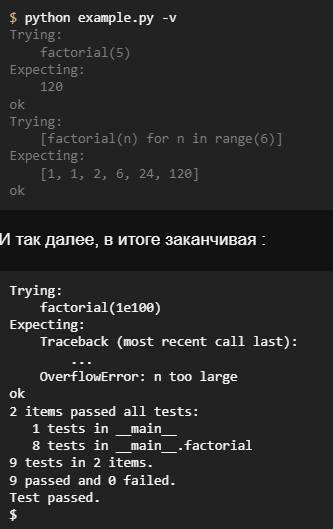 $ python example.py -v
Trying:
    factorial(5)
Expecting:
    120
ok
Trying:
    [factorial(n) for n in range(6)]
Expecting:
    [1, 1, 2, 6, 24, 120]
ok
И так далее, в итоге заканчивая :
Trying:
    factorial(1e100)
Expecting:
    Traceback (most recent call last):
        ...
    OverflowError: n too large
ok
2 items passed all tests:
   1 tests in __main__
   8 tests in __main__.factorial
9 tests in 2 items.
9 passed and 0 failed.
Test passed.
$